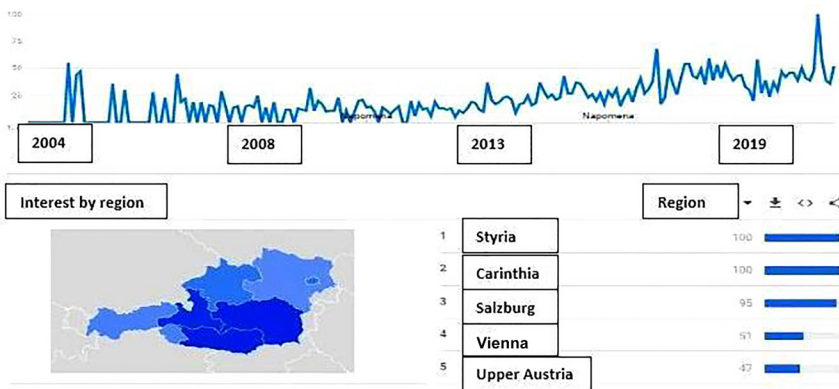 100
75
50
25
Napomena
2004
2008
2013
2019
Interest by region
Region
1 Styria 100
2 Carinthia 100
3 Salzburg 95
4 Vienna 51
5 Upper Austria 47